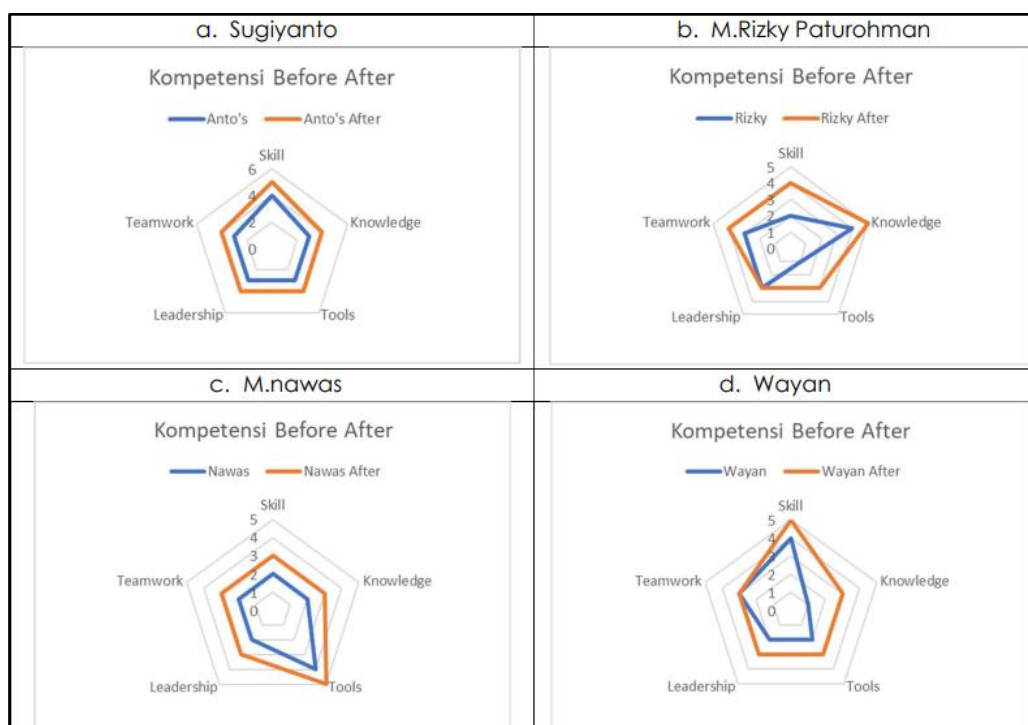 a. Sugiyanto
Kompetensi Before After
Anto's Anto's After
Skill
6
4
2
0
Teamwork
Knowledge
Leadership
Tools
b. M.Rizky Paturohman
Kompetensi Before After
Rizky Rizky After
Skill
5
4
3
2
1
0
Teamwork
Knowledge
Leadership
Tools
c. M.nawas
Kompetensi Before After
Nawas Nawas After
Skill
5
4
3
2
1
0
Teamwork
Knowledge
Leadership
Tools
d. Wayan
Kompetensi Before After
Wayan Wayan After
Skill
5
4
3
2
1
0
Teamwork
Knowledge
Leadership
Tools